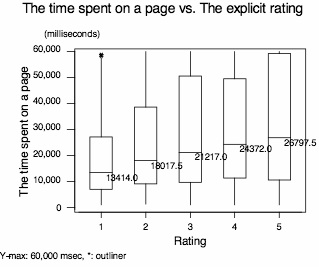 The time spent on a page vs. The explicit rating
(milliseconds)
The time spent on a page
60,000
50,000
40,000
30,000
20,000
10,000
0
13414.0
18017.5
21217.0
24372.0
26797.5
1 2 3 4 5
Rating
Y-max: 60,000 msec, *: outliner